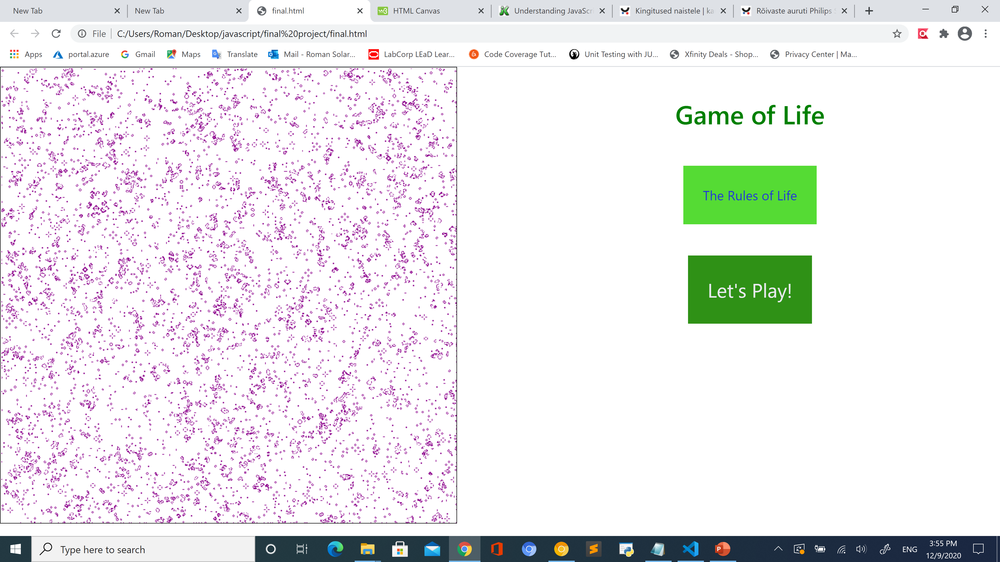 New Tab
New Tab
final.html
HTML Canvas
Understanding JavaScri
Kingitused naistele | ka
Rõivaste auruti Philips S
File
C:/Users/Roman/Desktop/javascript/final%20project/final.html
Apps
portal.azure
Gmail
Maps
Translate
Mail - Roman Solar...
LabCorp LEaD Lear...
Code Coverage Tut...
Unit Testing with JU...
Xfinity Deals - Shop...
Privacy Center | Ma...
Game of Life
The Rules of Life
Let's Play!
Type here to search
ENG
3:55 PM
12/9/2020